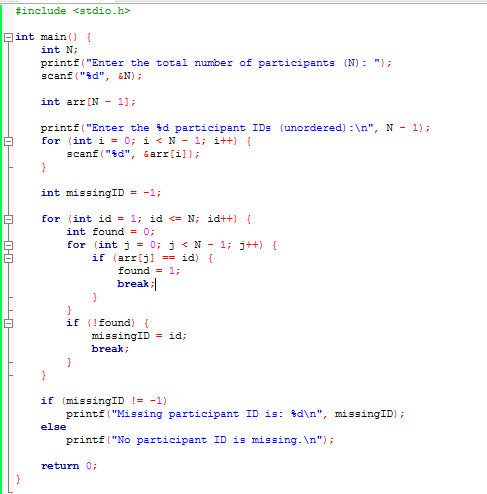 #include <stdio.h>
int main() {
int N;
printf("Enter the total number of participants (N): ");
scanf("%d", &N);
int arr[N - 1];
printf("Enter the %d participant IDs (unordered):\n", N - 1);
for (int i = 0; i < N - 1; i++) {
scanf("%d", &arr[i]);
}
int missingID = -1;
for (int id = 1; id <= N; id++) {
int found = 0;
for (int j = 0; j < N - 1; j++) {
if (arr[j] == id) {
found = 1;
break;
}
}
if (!found) {
missingID = id;
break;
}
}
if (missingID != -1)
printf("Missing participant ID is: %d\n", missingID);
else
printf("No participant ID is missing.\n");
return 0;
}